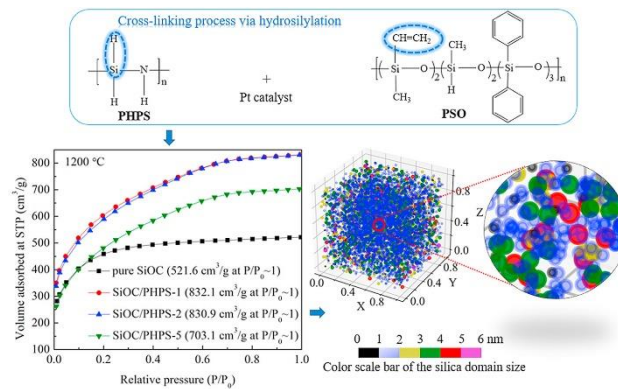 Cross-linking process via hydrosilylation
H
Si
N
n
H
H
PHPS
+
Pt catalyst
CH=CH₂
CH₃
Si
O
2
Si
O
2
Si
O
3
n
CH₃
H
PSO
1200 °C
Volume adsorbed at STP (cm³/g)
800
700
600
500
400
300
200
100
pure SiOC (521.6 cm³/g at P/P₀~1)
SiOC/PHPS-1 (832.1 cm³/g at P/P₀~1)
SiOC/PHPS-2 (830.9 cm³/g at P/P₀~1)
SiOC/PHPS-5 (703.1 cm³/g at P/P₀~1)
0.0 0.2 0.4 0.6 0.8 1.0
Relative pressure (P/P₀)
0.8
0.4
0.0
Z
0.0 0.4 0.8
X
0.0
0.4
0.8
Y
0 1 2 3 4 5 6 nm
Color scale bar of the silica domain size